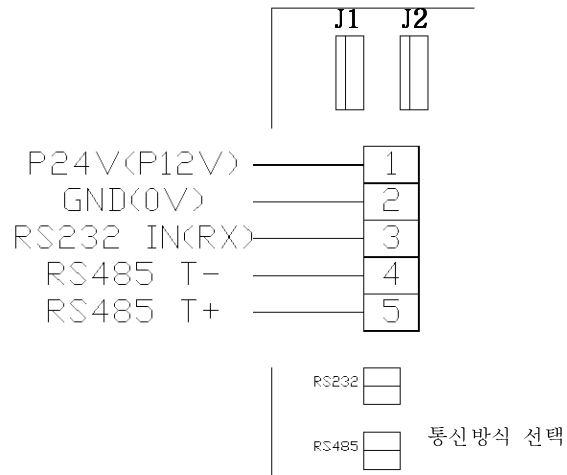 J1 J2
P24V(P12V) 1
GND(0V) 2
RS232 IN(RX) 3
RS485 T- 4
RS485 T+ 5
RS232
RS485 통신방식 선택